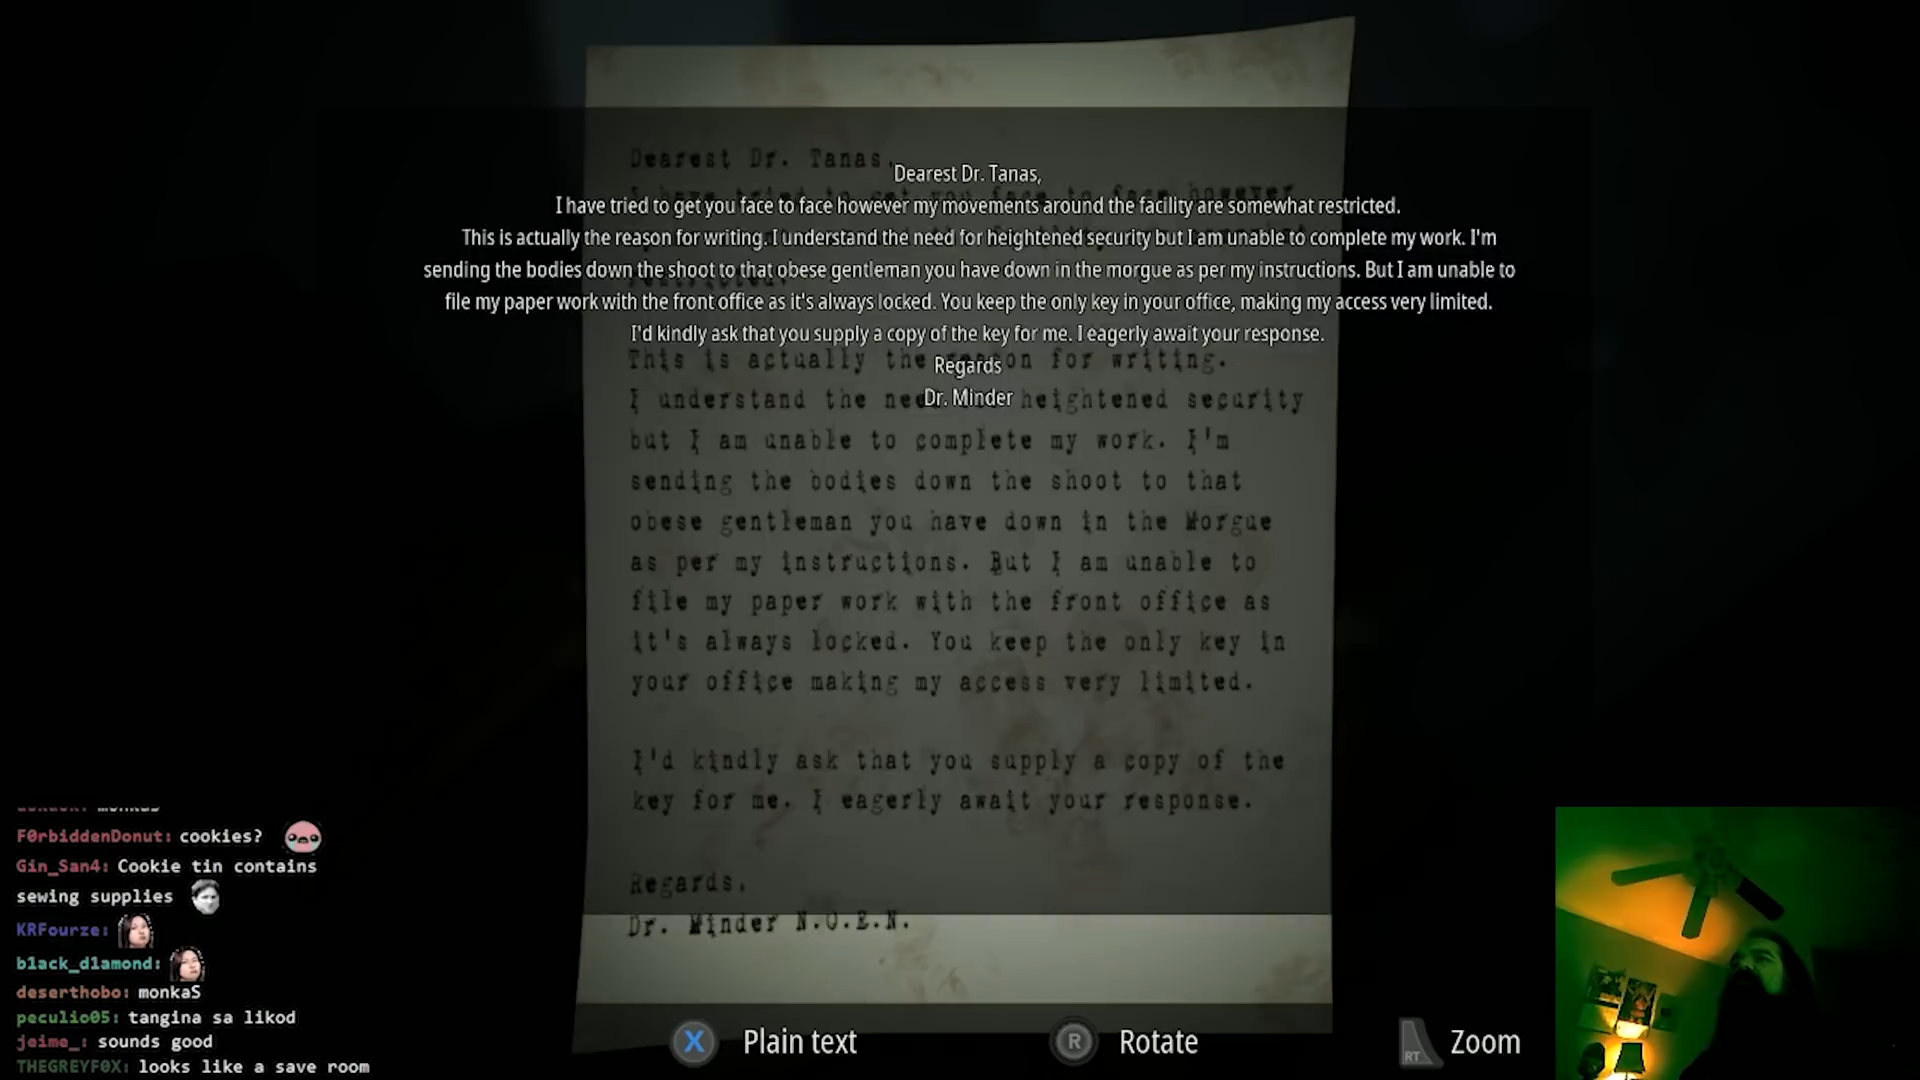 Dearest Dr. Tanas,
I have tried to get you face to face however my movements around the facility are somewhat restricted.
This is actually the reason for writing. I understand the need for heightened security but I am unable to complete my work. I'm
sending the bodies down the shoot to that obese gentleman you have down in the morgue as per my instructions. But I am unable to
file my paper work with the front office as it's always locked. You keep the only key in your office, making my access very limited.
I'd kindly ask that you supply a copy of the key for me. I eagerly await your response.
Regards
Dr. Minder
Dearest Dr. Tanas,
face to face however
This is actually the reason for writing.
I understand the need heightened security
but I am unable to complete my work. I'm
sending the bodies down the shoot to that
obese gentleman you have down in the Morgue
as per my instructions. But I am unable to
file my paper work with the front office as
it's always locked. You keep the only key in
your office making my access very limited.
I'd kindly ask that you supply a copy of the
key for me. I eagerly await your response.
Regards,
Dr. Minder N.O.E.N.
F0rbiddenDonut: cookies?
Gin_San4: Cookie tin contains
sewing supplies
KRFourze:
b1ack_d1amond:
deserthobo: monkaS
peculio05: tangina sa likod
jeime_: sounds good
THEGREYF0X: looks like a save room
X Plain text
R Rotate
RT Zoom